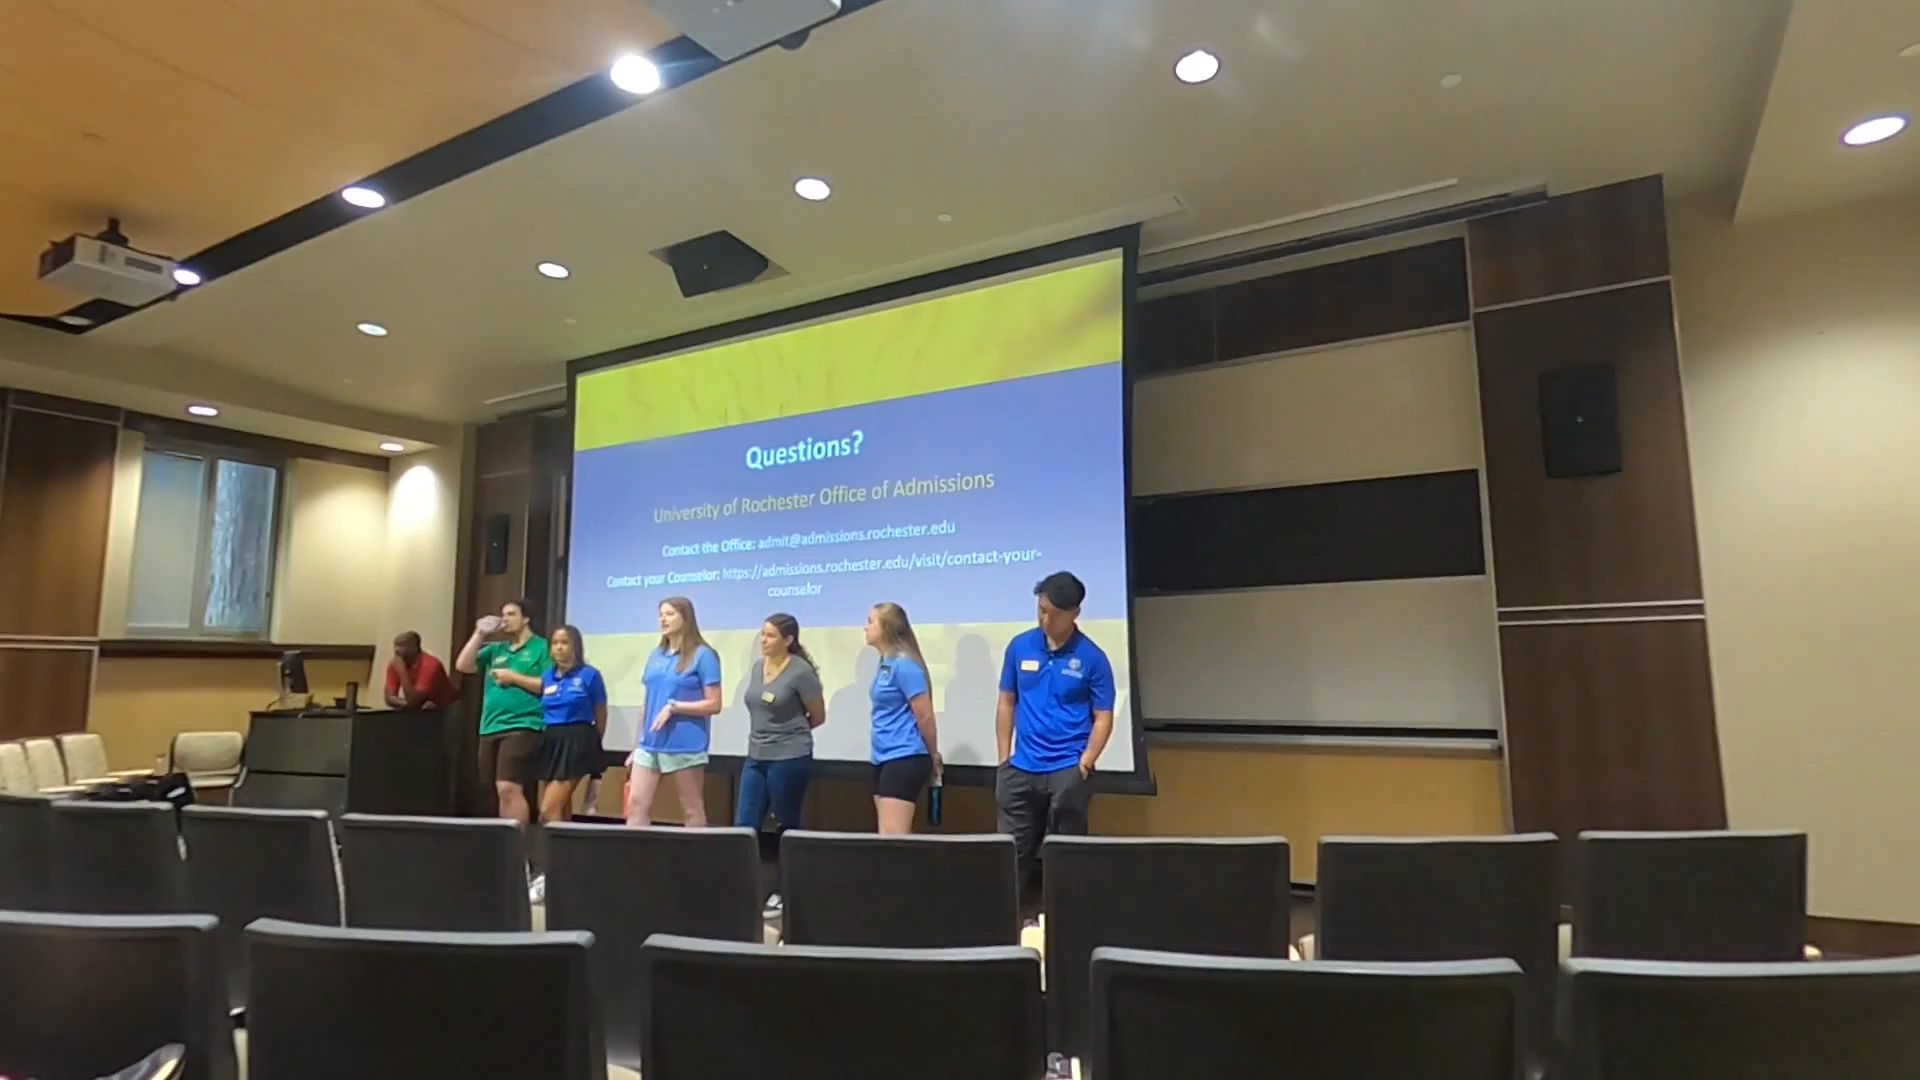 Questions?
University of Rochester Office of Admissions
Contact the Office: admit@admissions.rochester.edu
Contact your Counselor: https://admissions.rochester.edu/visit/contact-your-
counselor